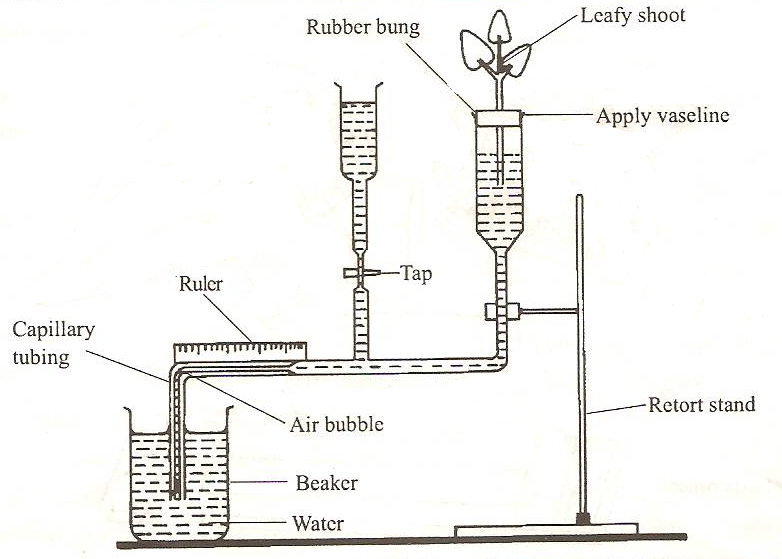 Rubber bung
Leafy shoot
Apply vaseline
Tap
Ruler
Capillary
tubing
Air bubble
Retort stand
Beaker
Water